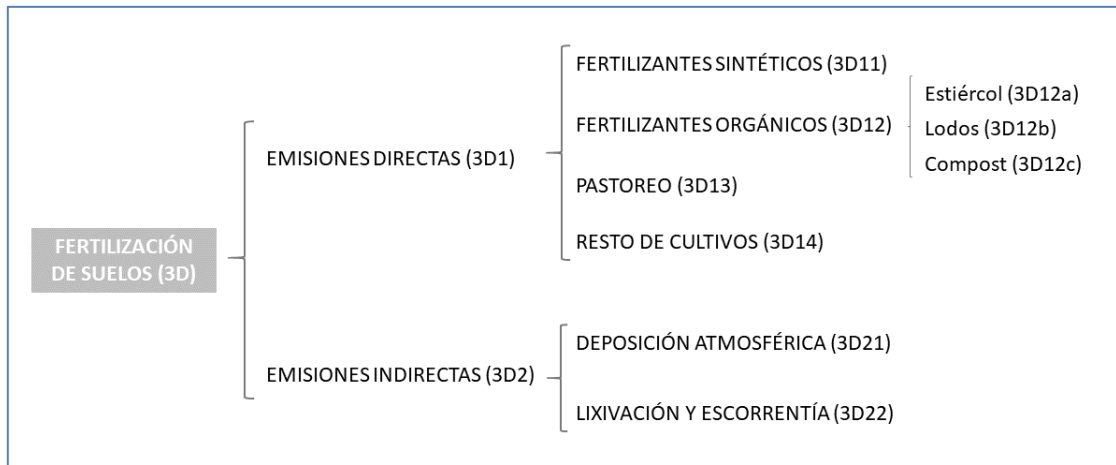 FERTILIZACIÓN
DE SUELOS (3D)
EMISIONES DIRECTAS (3D1)
FERTILIZANTES SINTÉTICOS (3D11)
FERTILIZANTES ORGÁNICOS (3D12)
Estiércol (3D12a)
Lodos (3D12b)
Compost (3D12c)
PASTOREO (3D13)
RESTO DE CULTIVOS (3D14)
EMISIONES INDIRECTAS (3D2)
DEPOSICIÓN ATMOSFÉRICA (3D21)
LIXIVACIÓN Y ESCORRENTÍA (3D22)